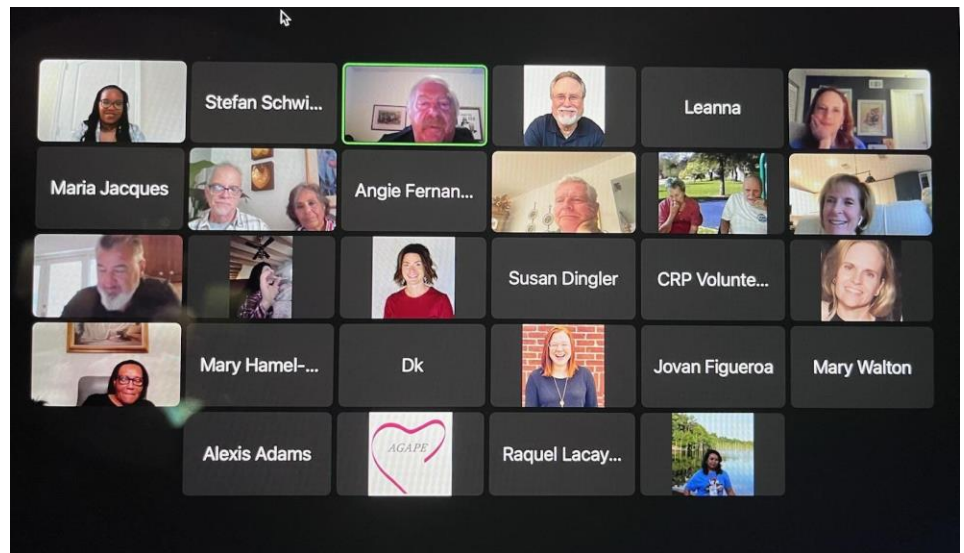 Stefan Schwi...
Leanna
Maria Jacques
Angie Fernan...
Susan Dingler
CRP Volunte...
Mary Hamel-...
Dk
Jovan Figueroa
Mary Walton
Alexis Adams
AGAPE
Raquel Lacay...